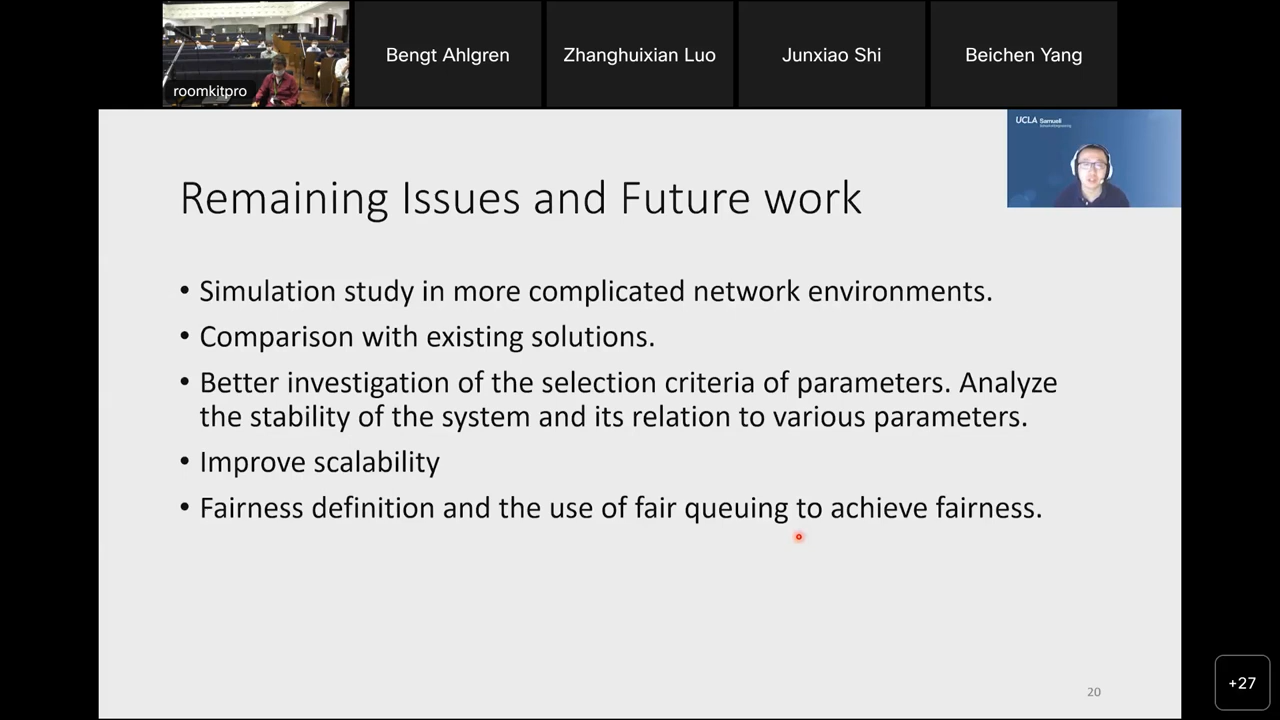 roomkitpro
Bengt Ahlgren
Zhanghuixian Luo
Junxiao Shi
Beichen Yang
UCLA Samueli
Remaining Issues and Future work
• Simulation study in more complicated network environments.
• Comparison with existing solutions.
• Better investigation of the selection criteria of parameters. Analyze
the stability of the system and its relation to various parameters.
• Improve scalability
• Fairness definition and the use of fair queuing to achieve fairness.
20
+27